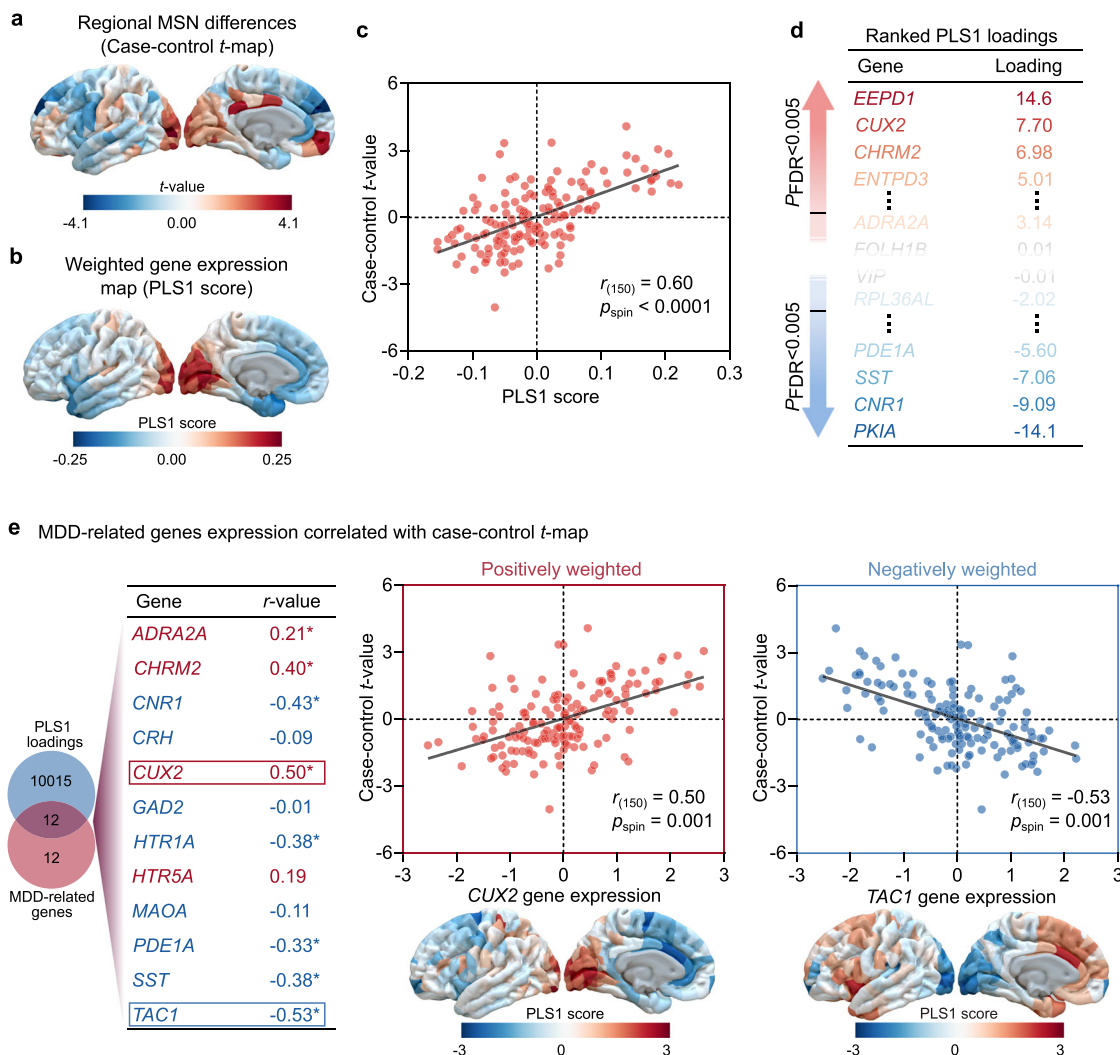 a
Regional MSN differences
(Case-control t-map)
t-value
-4.1 0.00 4.1
b
Weighted gene expression
map (PLS1 score)
PLS1 score
-0.25 0.00 0.25
c
Case-control t-value
6
3
0
-3
-6
r(150) = 0.60
pspin < 0.0001
-0.2 -0.1 0.0 0.1 0.2 0.3
PLS1 score
d
Ranked PLS1 loadings
Gene Loading
PFDR<0.005
EEPD1 14.6
CUX2 7.70
CHRM2 6.98
ENTPD3 5.01
ADRA2A 3.14
FOLH1B 0.01
VIP -0.01
RPL36AL -2.02
PFDR<0.005
PDE1A -5.60
SST -7.06
CNR1 -9.09
PKIA -14.1
e MDD-related genes expression correlated with case-control t-map
PLS1
loadings
10015
12
12
MDD-related
genes
Gene r-value
ADRA2A 0.21*
CHRM2 0.40*
CNR1 -0.43*
CRH -0.09
CUX2 0.50*
GAD2 -0.01
HTR1A -0.38*
HTR5A 0.19
MAOA -0.11
PDE1A -0.33*
SST -0.38*
TAC1 -0.53*
Positively weighted
Case-control t-value
6
3
0
-3
-6
r(150) = 0.50
pspin = 0.001
-3 -2 -1 0 1 2 3
CUX2 gene expression
PLS1 score
-3 0 3
Negatively weighted
Case-control t-value
6
3
0
-3
-6
r(150) = -0.53
pspin = 0.001
-3 -2 -1 0 1 2 3
TAC1 gene expression
PLS1 score
-3 0 3